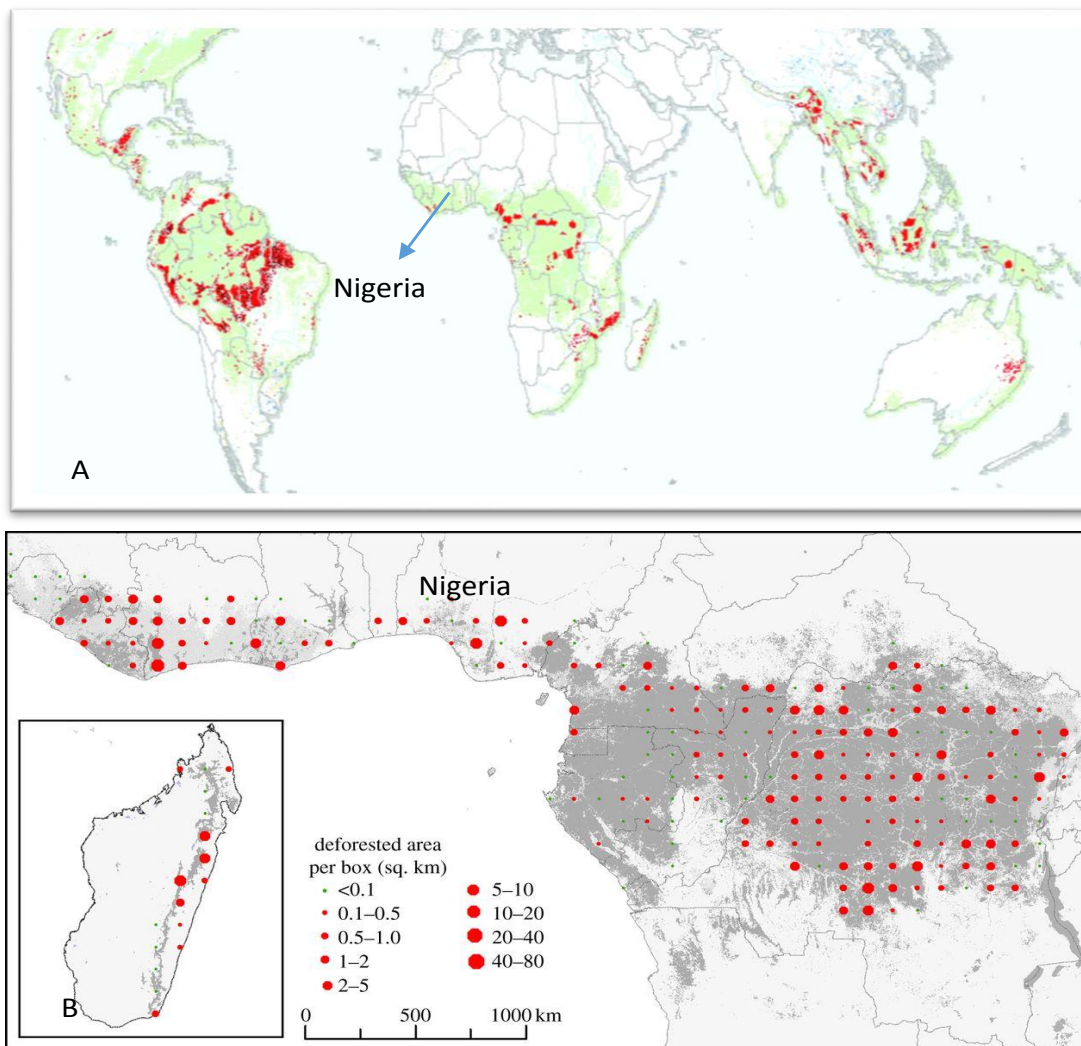 Nigeria
A
Nigeria
deforested area
per box (sq. km)
<0.1
0.1–0.5
0.5–1.0
1–2
2–5
5–10
10–20
20–40
40–80
B
0 500 1000 km